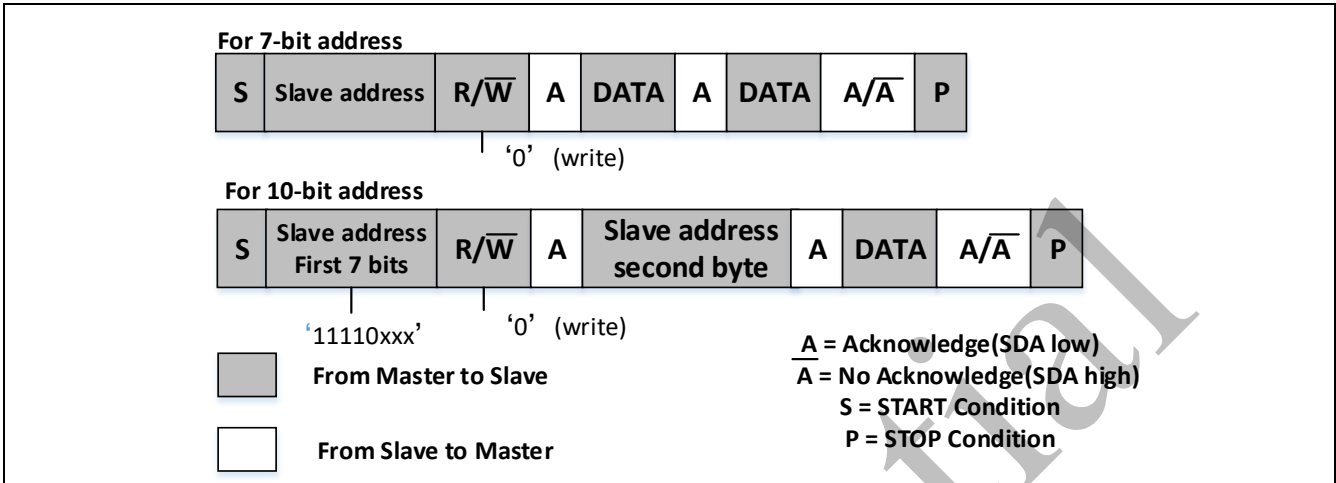 For 7-bit address
S Slave address R/W̅ A DATA A DATA A/A̅ P
‘0’ (write)
For 10-bit address
S Slave address First 7 bits R/W̅ A Slave address second byte A DATA A/A̅ P
‘11110xxx’ ‘0’ (write)
From Master to Slave
From Slave to Master
A = Acknowledge(SDA low)
A̅ = No Acknowledge(SDA high)
S = START Condition
P = STOP Condition
tial